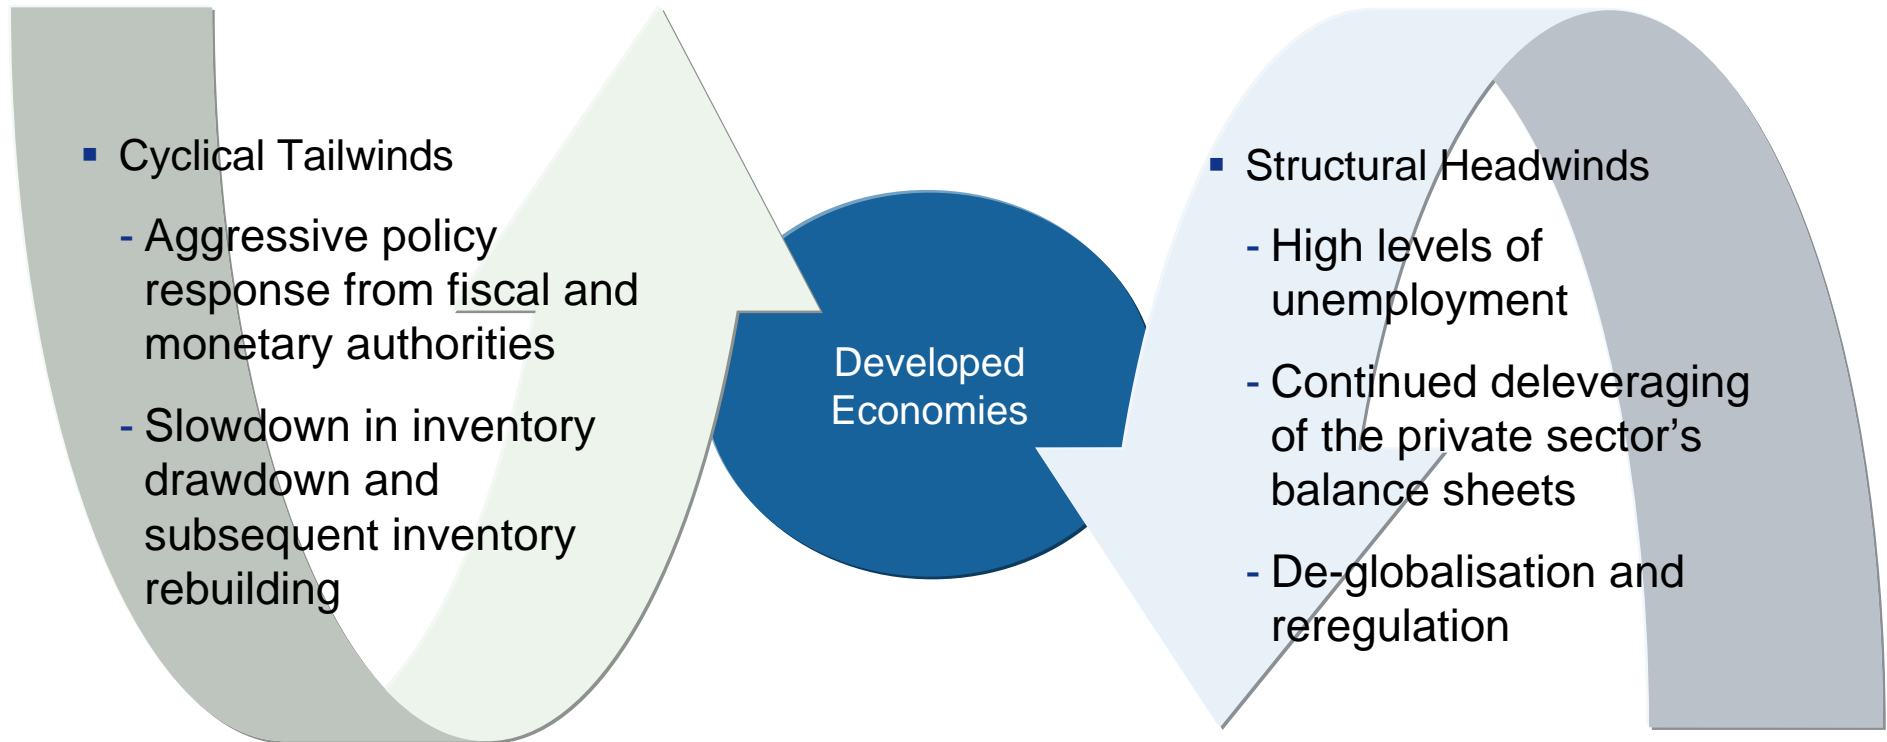 ▪ Cyclical Tailwinds
- Aggressive policy
response from fiscal and
monetary authorities
- Slowdown in inventory
drawdown and
subsequent inventory
rebuilding
Developed
Economies
▪ Structural Headwinds
- High levels of
unemployment
- Continued deleveraging
of the private sector’s
balance sheets
- De-globalisation and
reregulation